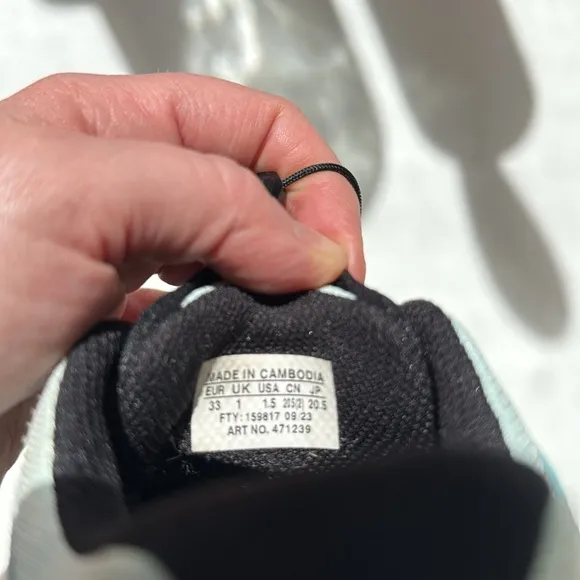 MADE IN CAMBODIA
EUR UK USA CN JP
33 1 1.5 205(2) 20.5
FTY: 159817 09/23
ART NO. 471239